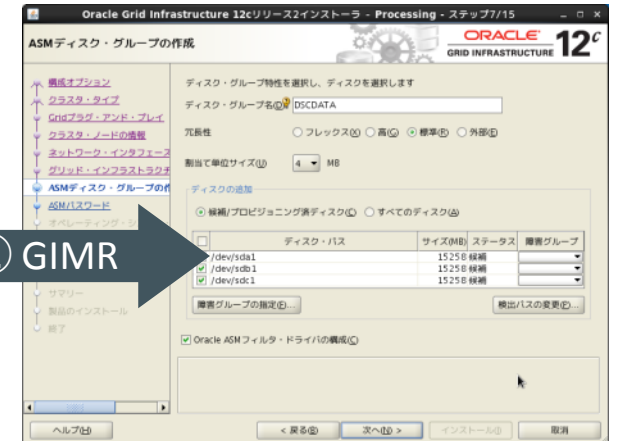 Oracle Grid Infrastructure 12cリリース2インストーラ - Processing - ステップ7/15
ASMディスク・グループの作成
ORACLE
GRID INFRASTRUCTURE
12c
構成オプション
クラスタ・タイプ
Gridプラグ・アンド・プレイ
クラスタ・ノードの情報
ネットワーク・インタフェース
グリッド・インフラストラクチ
ASMディスク・グループの作
ASMパスワード
オペレーティング・シ
GIMR
サマリー
製品のインストール
終了
ディスク・グループ特性を選択し、ディスクを選択します
ディスク・グループ名(D) DSCDATA
冗長性 フレックス(X) 高(G) 標準(R) 外部(E)
割当て単位サイズ(U) 4 MB
ディスクの追加
候補/プロビジョニング済ディスク(C) すべてのディスク(A)
ディスク・パス サイズ(MB) ステータス 障害グループ
/dev/sda1 15258 候補
/dev/sdb1 15258 候補
/dev/sdc1 15258 候補
障害グループの指定(F)... 検出パスの変更(P)...
Oracle ASMフィルタ・ドライバの構成(C)
ヘルプ(H) < 戻る(B) 次へ(N) > インストール(I) 取消